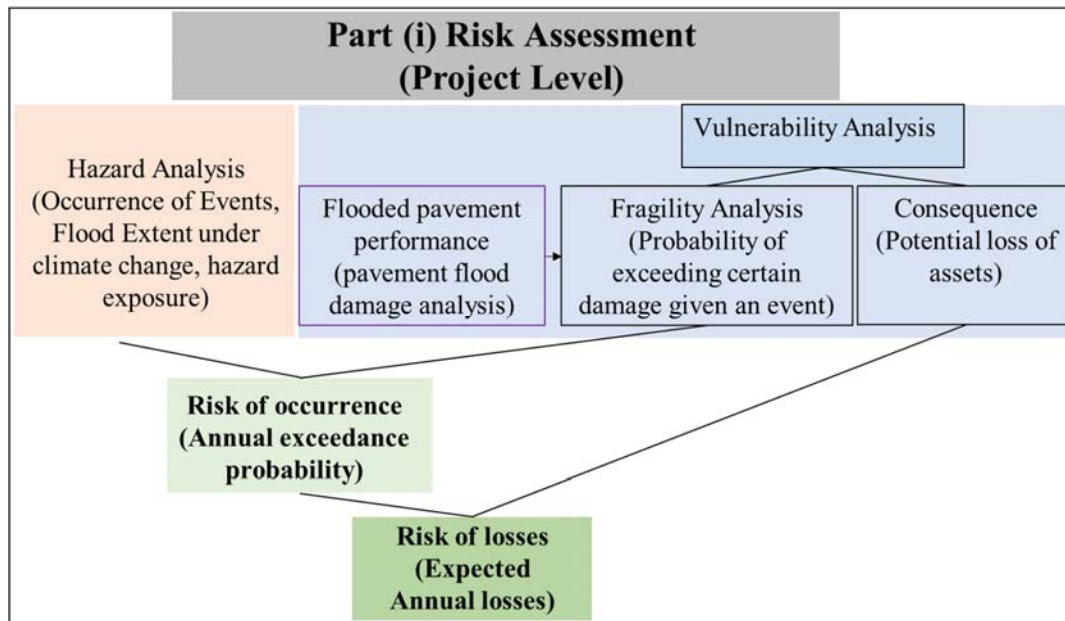 Part (i) Risk Assessment
(Project Level)
Vulnerability Analysis
Hazard Analysis
(Occurrence of Events,
Flood Extent under
climate change, hazard
exposure)
Flooded pavement
performance
(pavement flood
damage analysis)
Fragility Analysis
(Probability of
exceeding certain
damage given an event)
Consequence
(Potential loss of
assets)
Risk of occurrence
(Annual exceedance
probability)
Risk of losses
(Expected
Annual losses)